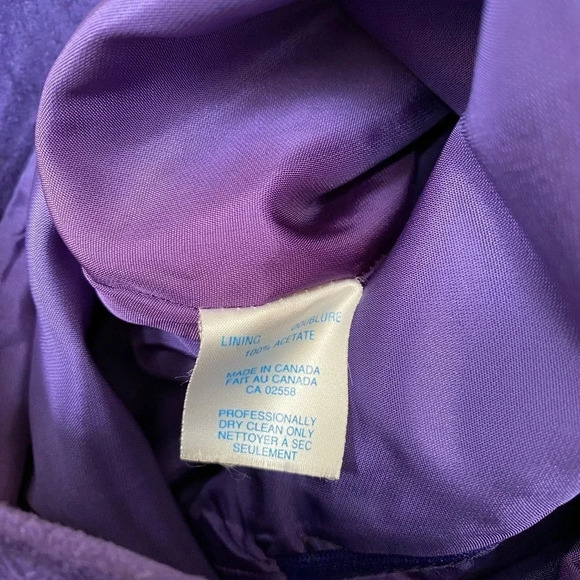 LINING DOUBLURE
100% ACETATE
MADE IN CANADA
FAIT AU CANADA
CA 02558
PROFESSIONALLY
DRY CLEAN ONLY
NETTOYER À SEC
SEULEMENT